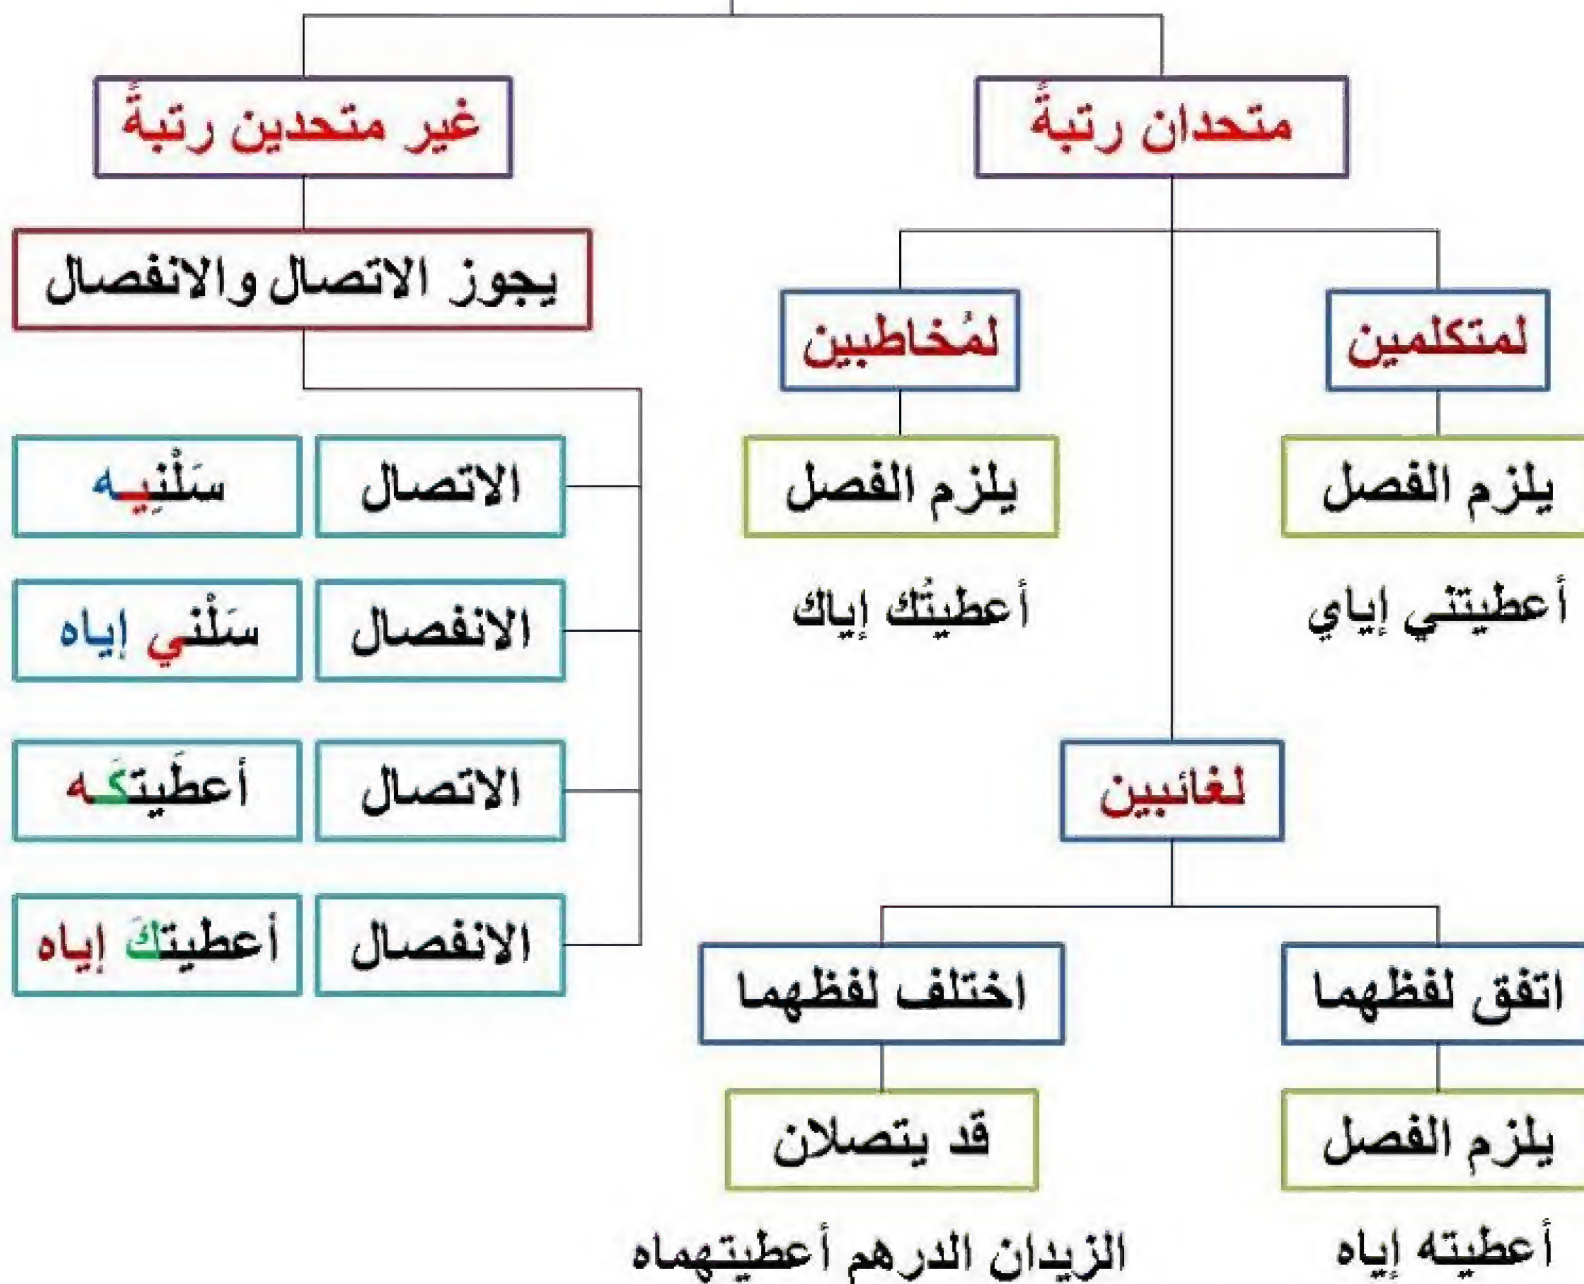 متحدان رتبةً
غير متحدين رتبةً
يجوز الاتصال والانفصال
لمتكلمين
لمُخاطبين
يلزم الفصل
يلزم الفصل
أعطيتني إياي
أعطيتُك إياك
الاتصال
سَلْنِيه
الانفصال
سَلْني إياه
الاتصال
أعطَيتكَه
الانفصال
أعطيتكَ إياه
لغائبين
اتفق لفظهما
اختلف لفظهما
يلزم الفصل
قد يتصلان
أعطيته إياه
الزيدان الدرهم أعطيتهماه